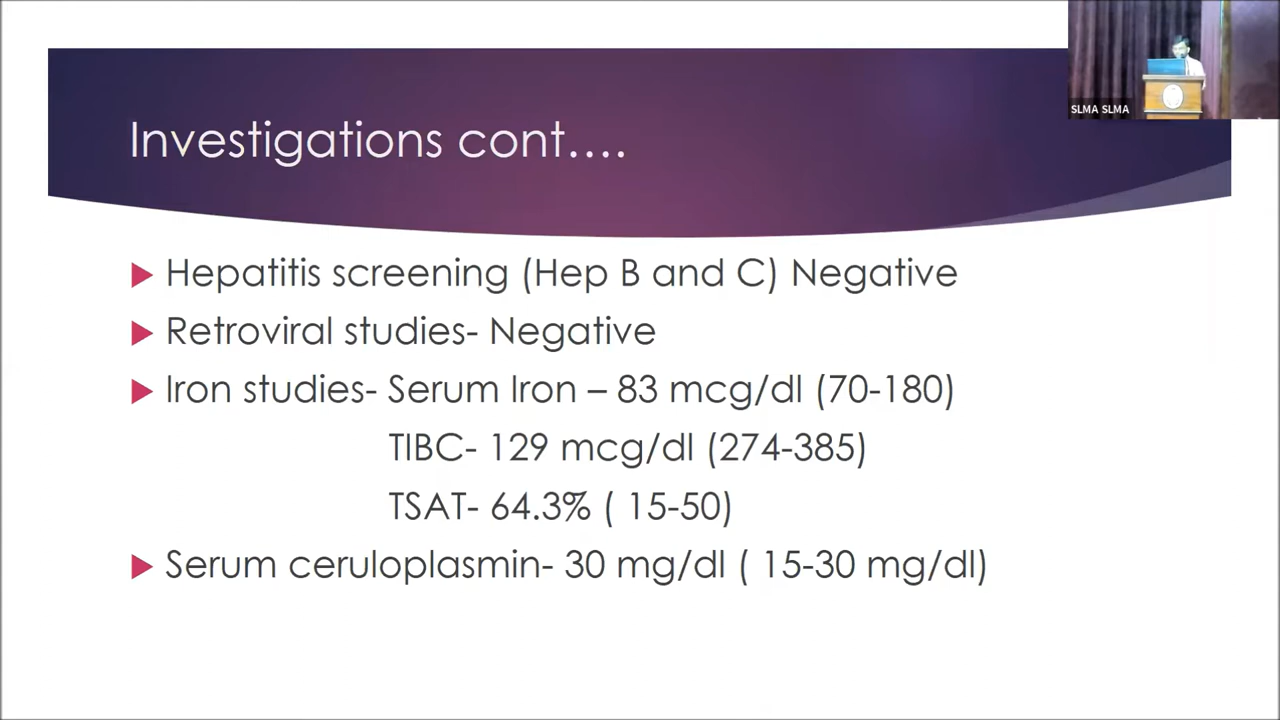 Investigations cont....
Hepatitis screening (Hep B and C) Negative
Retroviral studies- Negative
Iron studies- Serum Iron – 83 mcg/dl (70-180)
TIBC- 129 mcg/dl (274-385)
TSAT- 64.3% ( 15-50)
Serum ceruloplasmin- 30 mg/dl ( 15-30 mg/dl)
SLMA SLMA